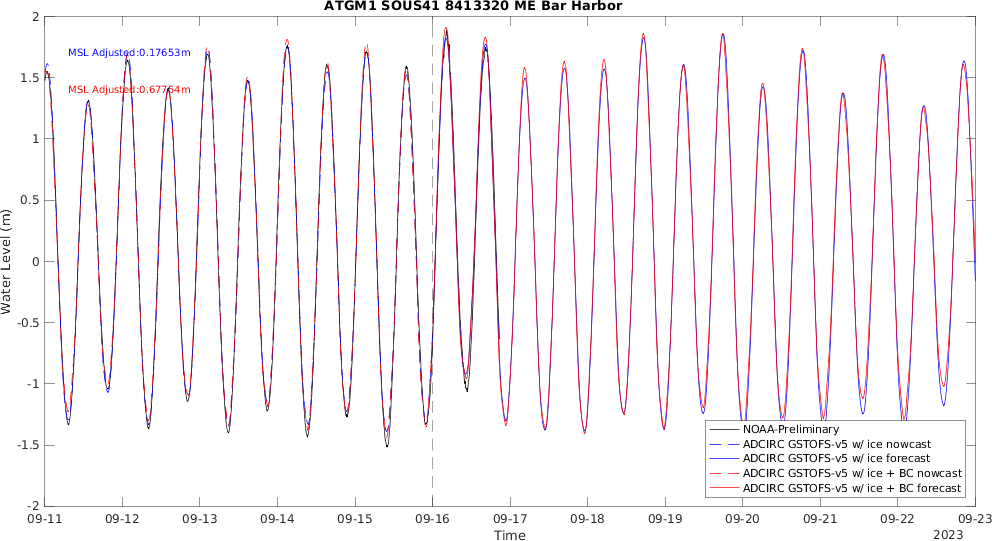 ATGM1 SOUS41 8413320 ME Bar Harbor
MSL Adjusted:0.17653m
MSL Adjusted:0.67754m
Water Level (m)
2
1.5
1
0.5
0
-0.5
-1
-1.5
-2
NOAA-Preliminary
ADCIRC GSTOFS-v5 w/ ice nowcast
ADCIRC GSTOFS-v5 w/ ice forecast
ADCIRC GSTOFS-v5 w/ ice + BC nowcast
ADCIRC GSTOFS-v5 w/ ice + BC forecast
09-11 09-12 09-13 09-14 09-15 09-16 09-17 09-18 09-19 09-20 09-21 09-22 09-23
Time
2023